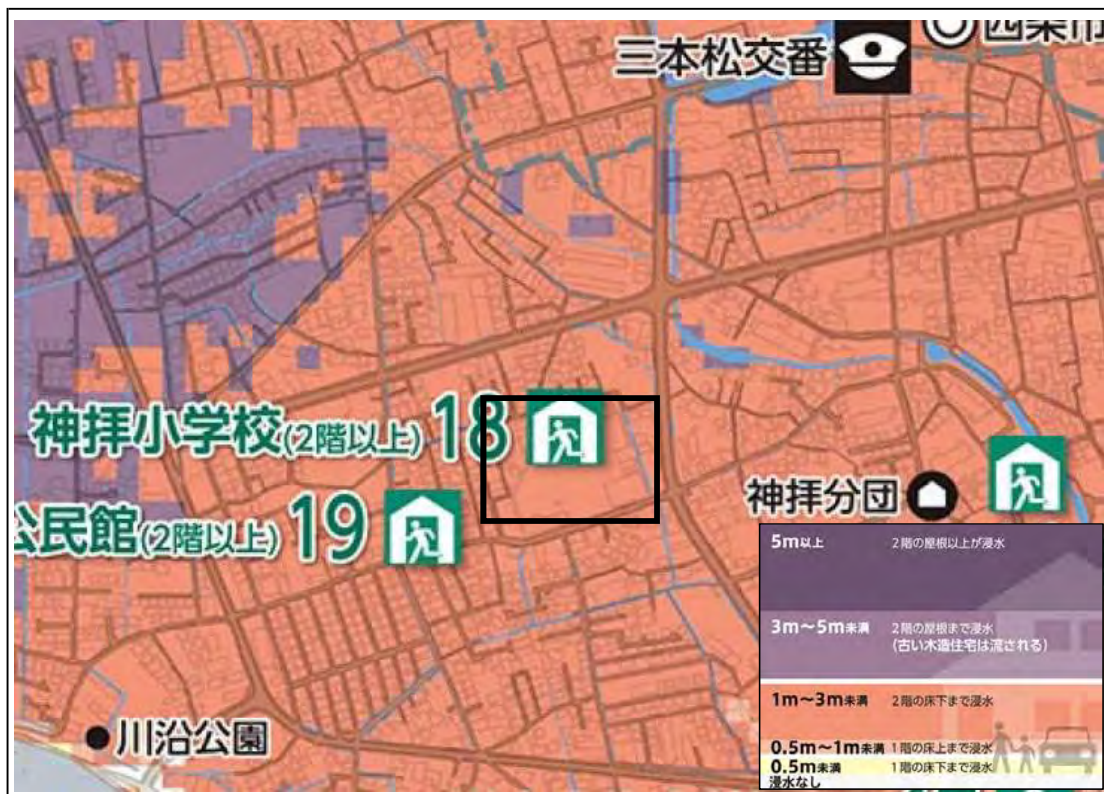 三本松交番
西条市
神拝小学校(2階以上) 18
公民館(2階以上) 19
神拝分団
川沿公園
5m以上 2階の屋根以上が浸水
3m~5m未満 2階の屋根まで浸水
(古い木造住宅は流される)
1m~3m未満 2階の床下まで浸水
0.5m~1m未満 1階の床上まで浸水
0.5m未満 1階の床下まで浸水
浸水なし